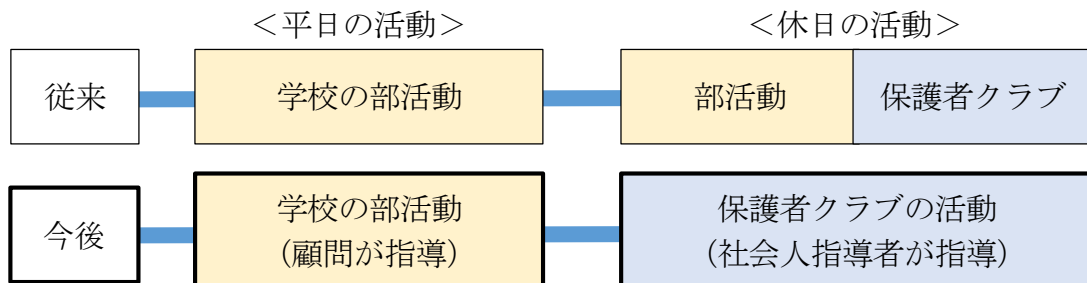 <平日の活動>
<休日の活動>
従来
学校の部活動
部活動
保護者クラブ
今後
学校の部活動
(顧問が指導)
保護者クラブの活動
(社会人指導者が指導)